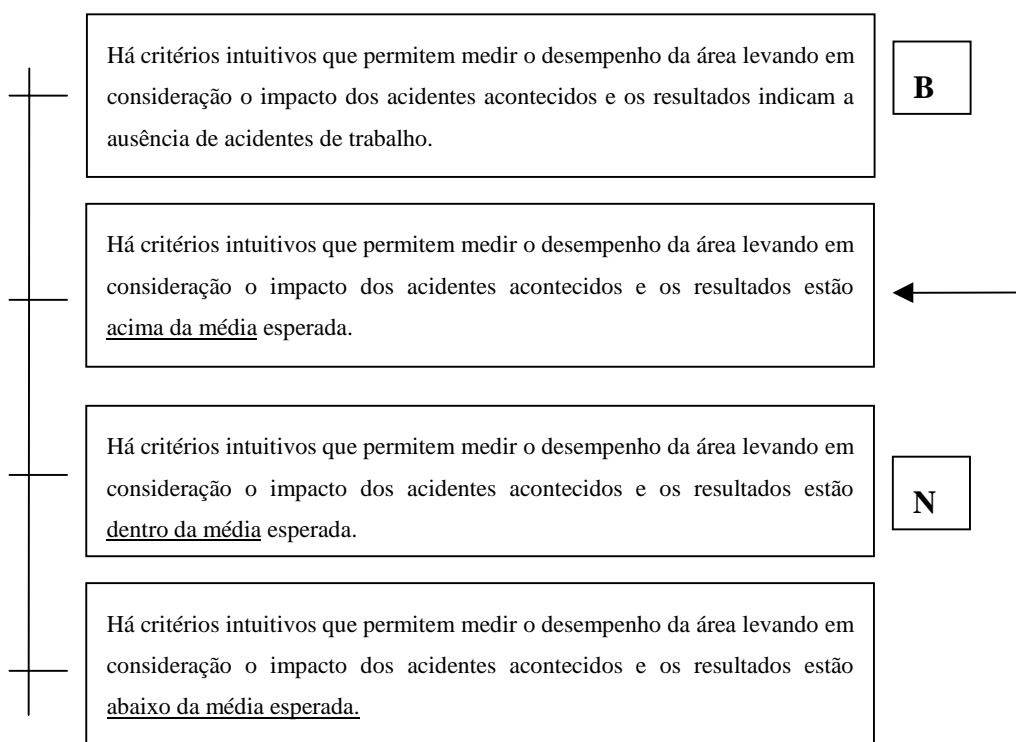 Há critérios intuitivos que permitem medir o desempenho da área levando em
consideração o impacto dos acidentes acontecidos e os resultados indicam a
ausência de acidentes de trabalho.
B
Há critérios intuitivos que permitem medir o desempenho da área levando em
consideração o impacto dos acidentes acontecidos e os resultados estão
acima da média esperada.
Há critérios intuitivos que permitem medir o desempenho da área levando em
consideração o impacto dos acidentes acontecidos e os resultados estão
dentro da média esperada.
N
Há critérios intuitivos que permitem medir o desempenho da área levando em
consideração o impacto dos acidentes acontecidos e os resultados estão
abaixo da média esperada.